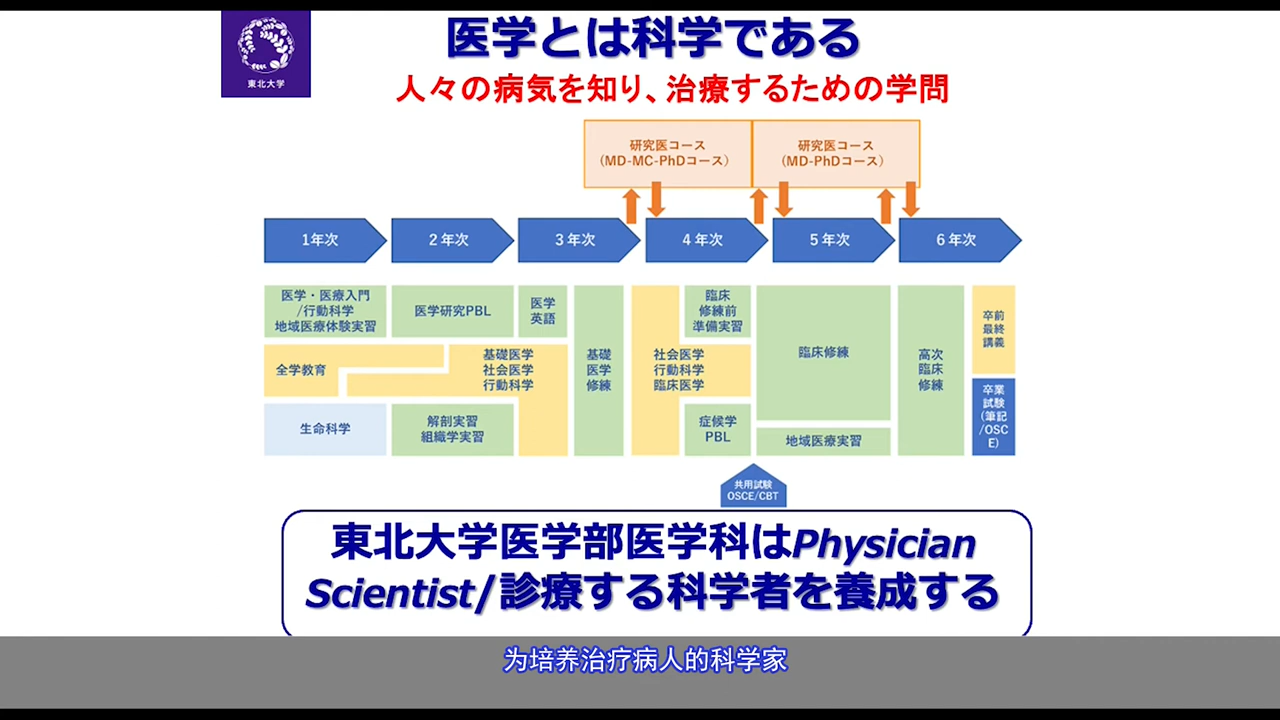 東北大学
医学とは科学である
人々の病気を知り、治療するための学問
研究医コース
（MD-MC-PhDコース）
研究医コース
（MD-PhDコース）
1年次
2年次
3年次
4年次
5年次
6年次
医学・医療入門
/行動科学
地域医療体験実習
医学研究PBL
医学
英語
臨床
修練前
準備実習
全学教育
基礎医学
社会医学
行動科学
基礎
医学
修練
社会医学
行動科学
臨床医学
臨床修練
高次
臨床
修練
卒前
最終
講義
生命科学
解剖実習
組織学実習
症候学
PBL
地域医療実習
卒業
試験
(筆記
/OSC
E)
共用試験
OSCE/CBT
東北大学医学部医学科はPhysician
Scientist/診療する科学者を養成する
为培养治疗病人的科学家